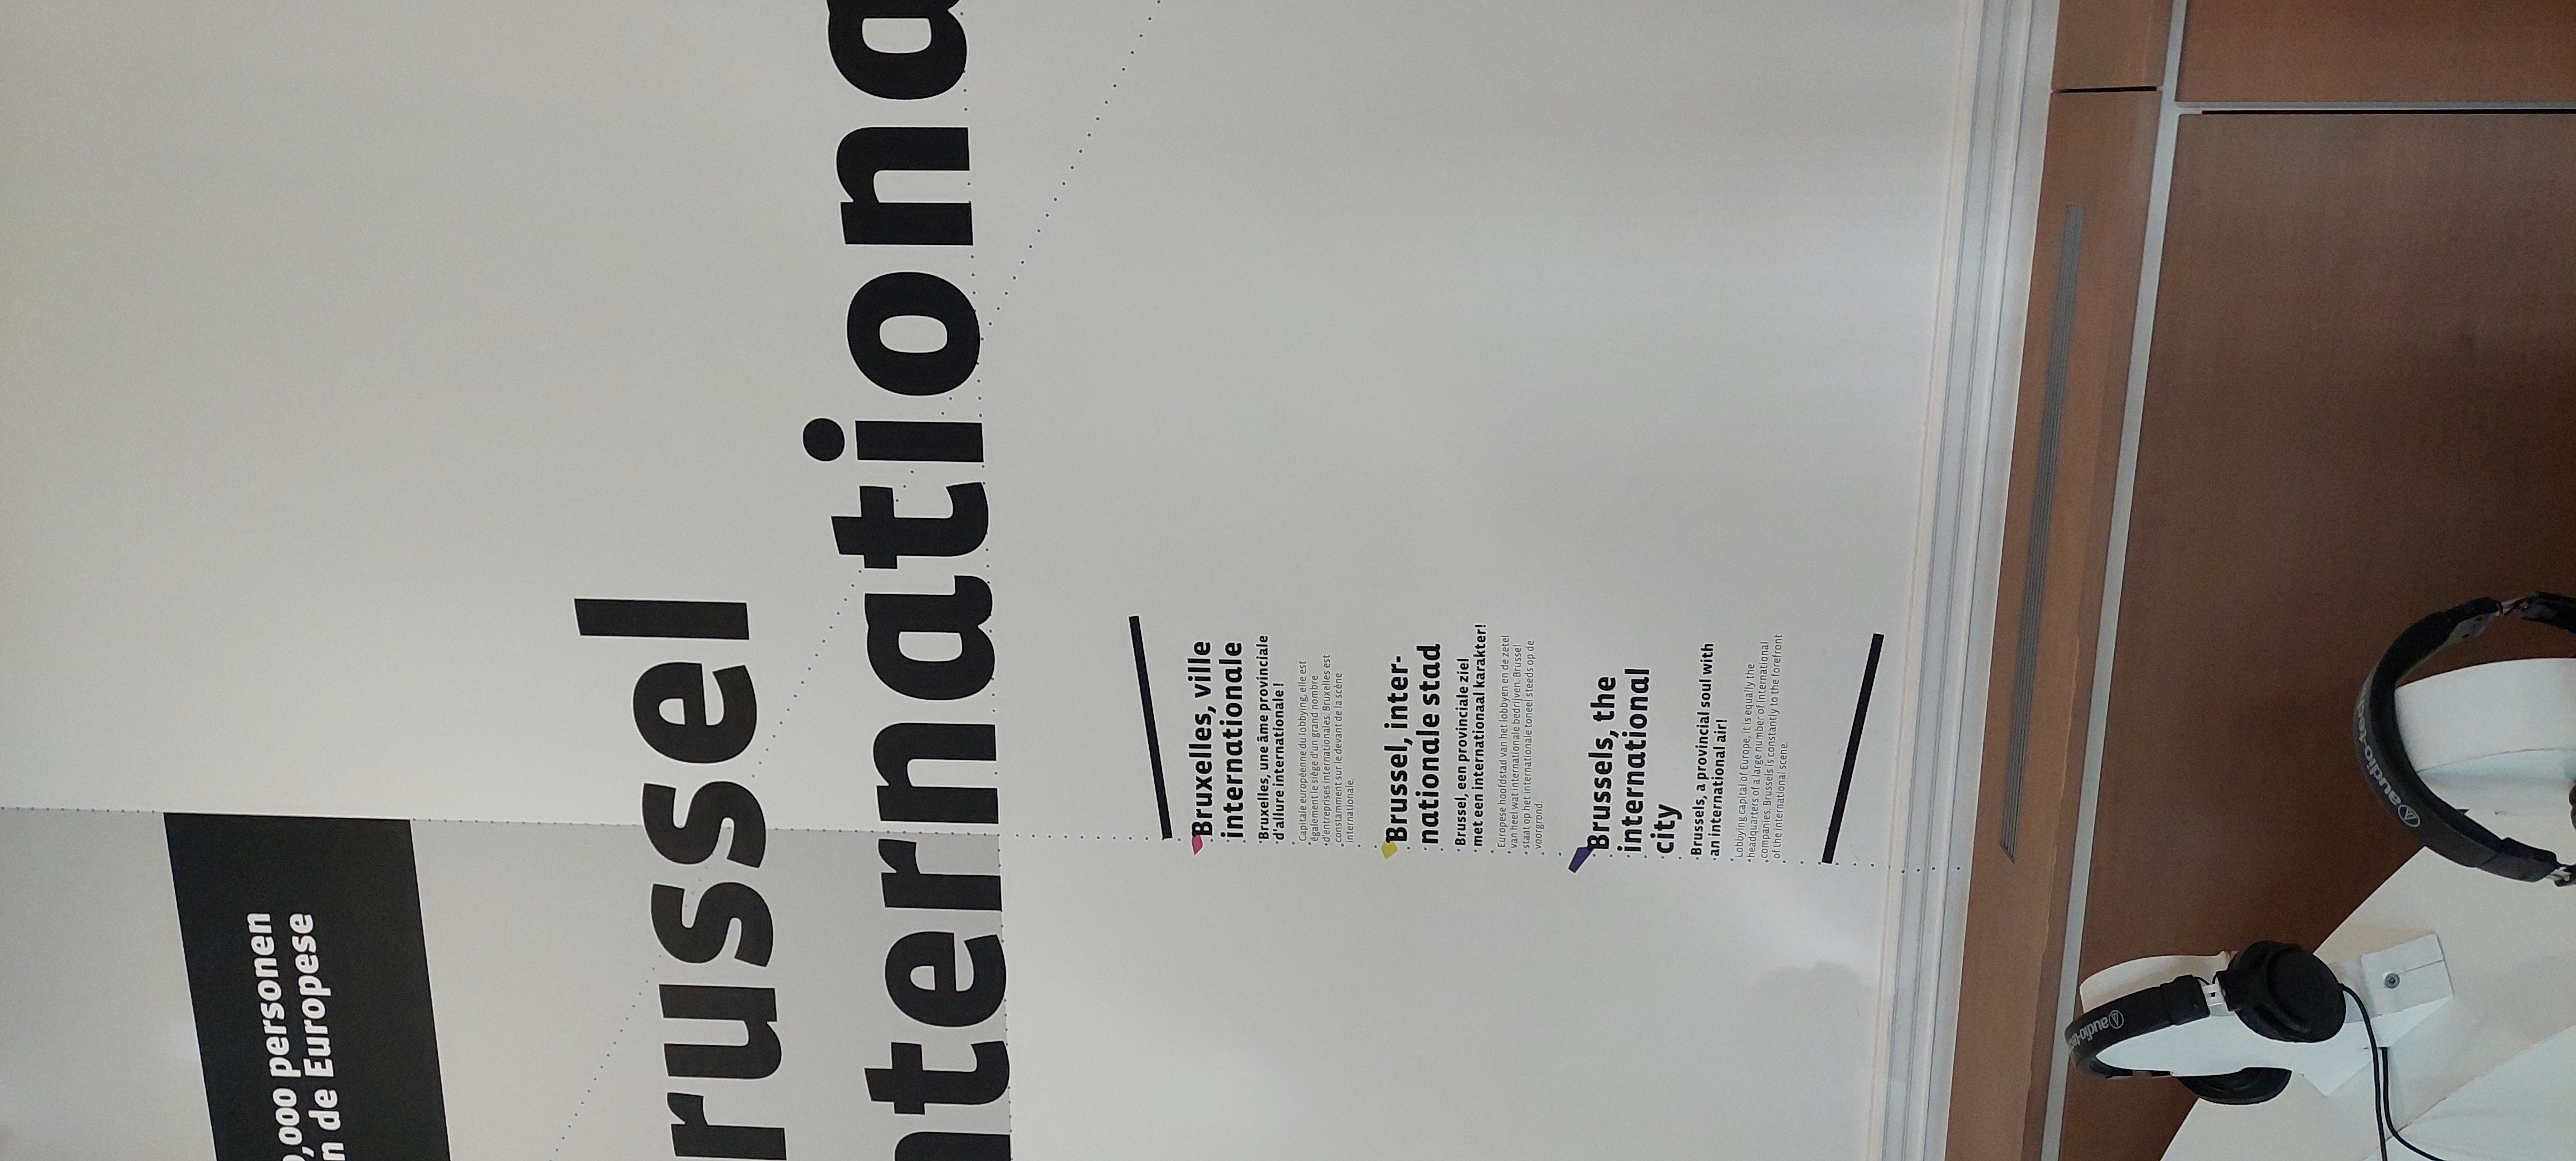 ,000 personen
n de Europese
russel
nternationa
Bruxelles, ville
internationale
Bruxelles, une âme provinciale
d'allure internationale !
Capitale européenne du lobbying, elle est
également le siège d'un grand nombre
d'entreprises internationales. Bruxelles est
constamment sur le devant de la scène
internationale.
Brussel, inter-
nationale stad
Brussel, een provinciale ziel
met een internationaal karakter!
Europese hoofdstad van het lobbyen en de zetel
van heel wat internationale bedrijven. Brussel
staat op het internationale toneel steeds op de
voorgrond.
Brussels, the
international
city
Brussels, a provincial soul with
an international air!
Lobbying capital of Europe, it is equally the
headquarters of a large number of international
companies. Brussels is constantly to the forefront
of the international scene.
audio-tec
audio-tech